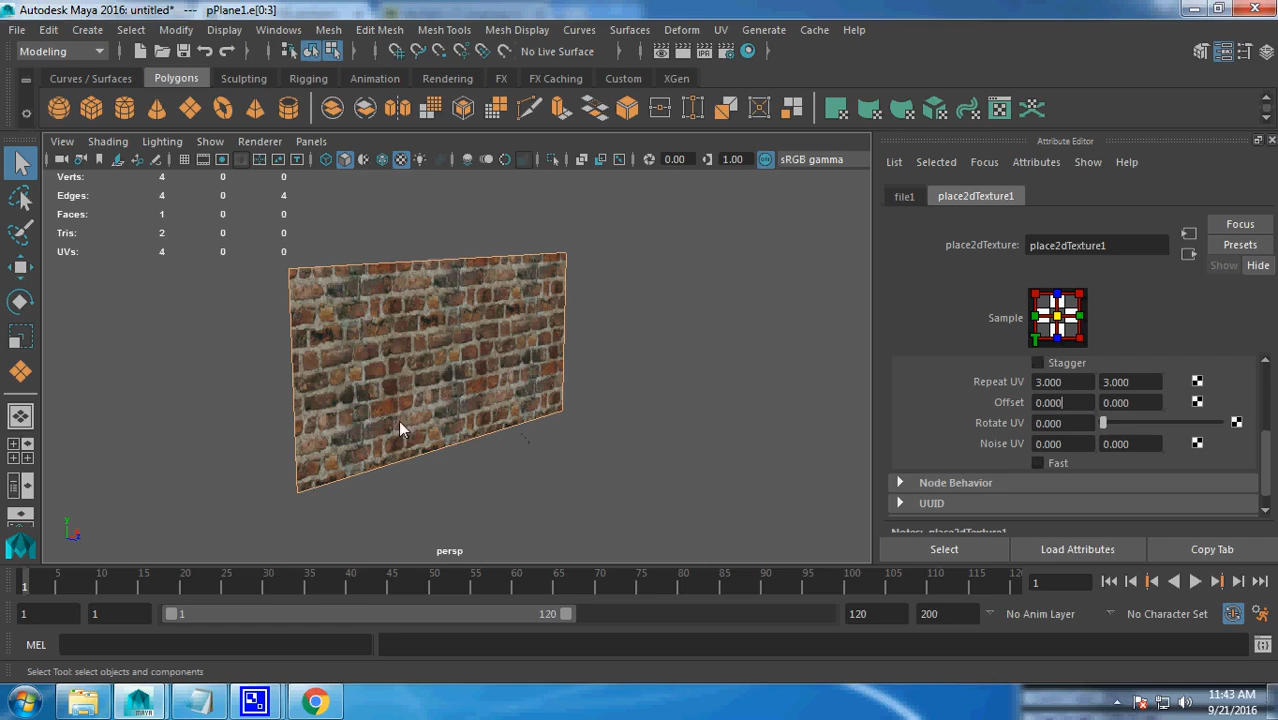 Autodesk Maya 2016: untitled* --- pPlane1.e[0:3]
File Edit Create Select Modify Display Windows Mesh Edit Mesh Mesh Tools Mesh Display Curves Surfaces Deform UV Generate Cache Help
Modeling No Live Surface
Curves / Surfaces Polygons Sculpting Rigging Animation Rendering FX FX Caching Custom XGen
View Shading Lighting Show Renderer Panels
0.00 1.00 sRGB gamma
Verts: 4 0 0
Edges: 4 0 4
Faces: 1 0 0
Tris: 2 0 0
UVs: 4 0 0
persp
Attribute Editor
List Selected Focus Attributes Show Help
file1 place2dTexture1
Focus
place2dTexture: place2dTexture1 Presets
Show Hide
Sample
Stagger
Repeat UV 3.000 3.000
Offset 0.000 0.000
Rotate UV 0.000
Noise UV 0.000 0.000
Fast
Node Behavior
UUID
Notes: place2dTexture1
Select Load Attributes Copy Tab
1 5 10 15 20 25 30 35 40 45 50 55 60 65 70 75 80 85 90 95 100 105 110 115 1
1 1 1 120 120 200 No Anim Layer No Character Set
MEL
Select Tool: select objects and components
MAYA
11:43 AM
9/21/2016